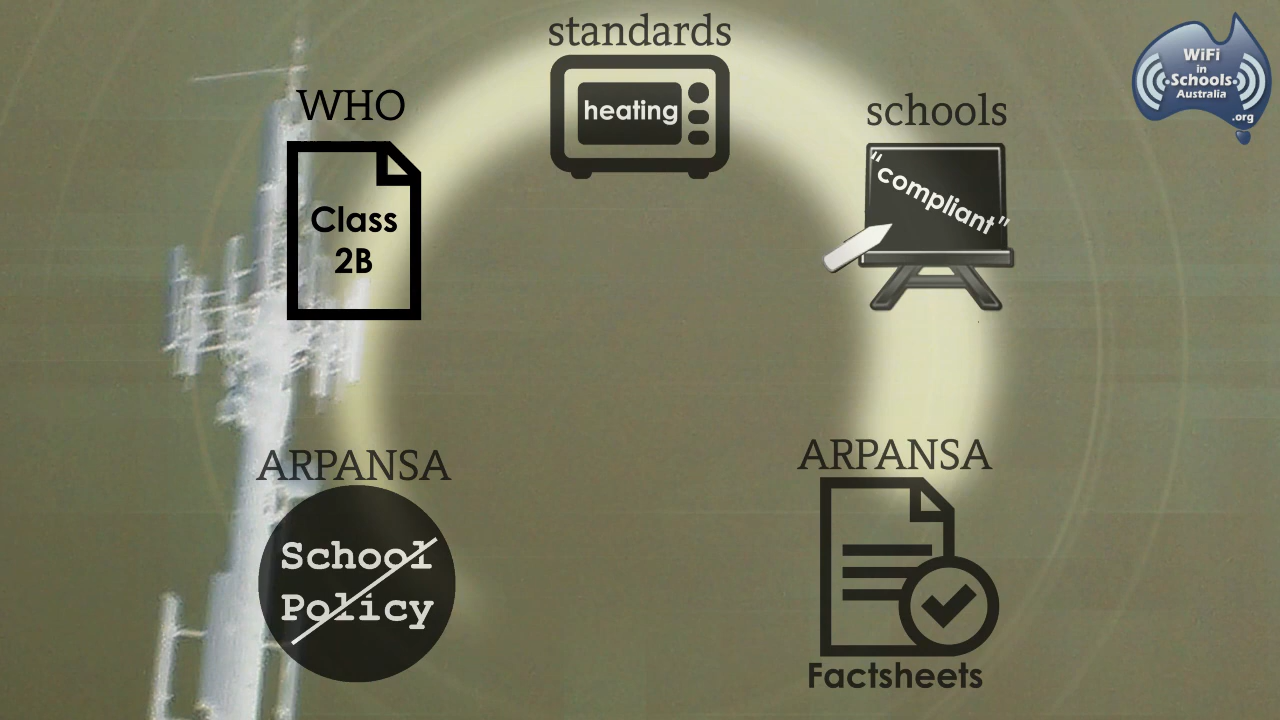 standards
heating
WHO
Class
2B
schools
"compliant"
WiFi
in
Schools
Australia
.org
ARPANSA
School
Policy
ARPANSA
Factsheets